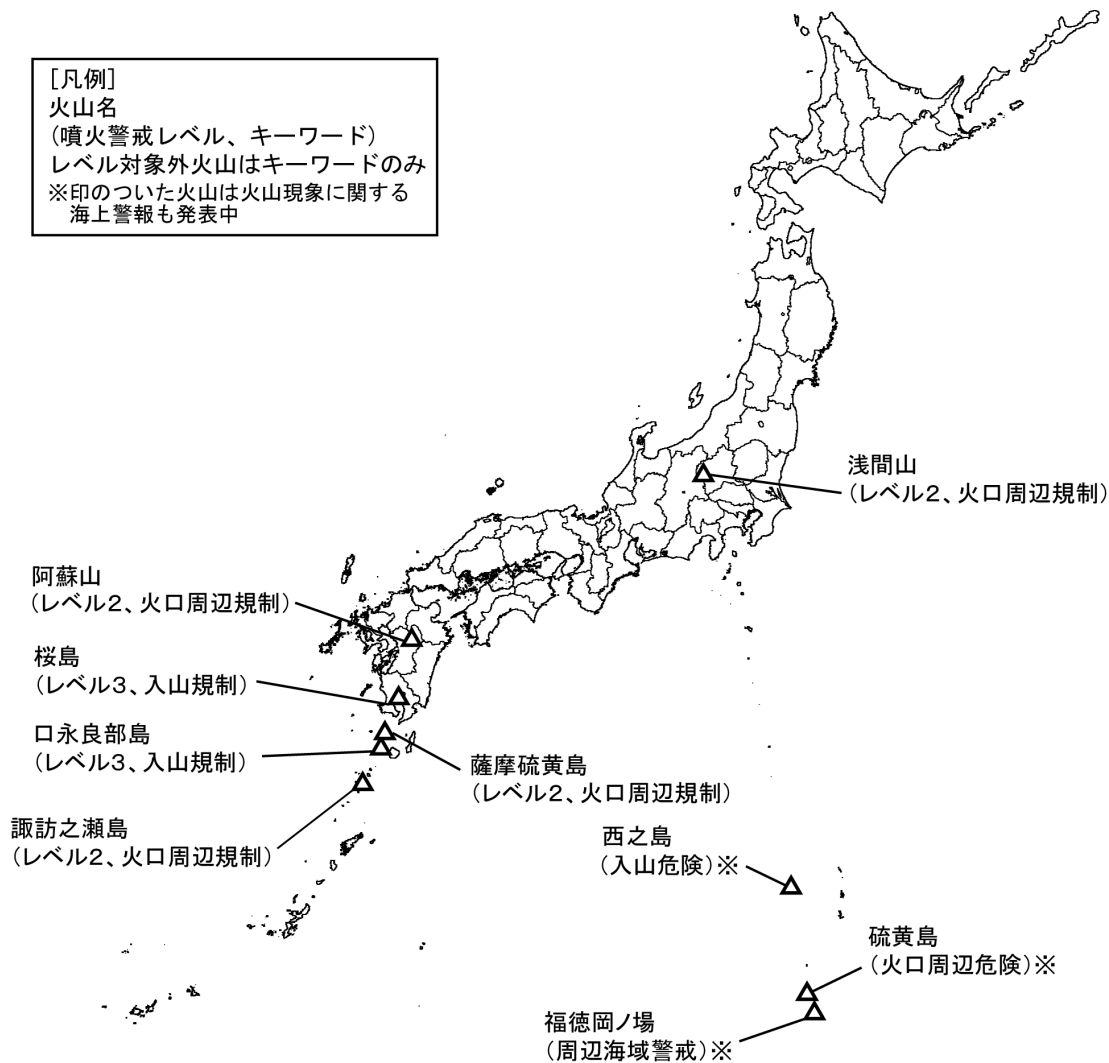 [凡例]
火山名
(噴火警戒レベル、キーワード)
レベル対象外火山はキーワードのみ
※印のついた火山は火山現象に関する
海上警報も発表中
浅間山
(レベル2、火口周辺規制)
阿蘇山
(レベル2、火口周辺規制)
桜島
(レベル3、入山規制)
口永良部島
(レベル3、入山規制)
薩摩硫黄島
(レベル2、火口周辺規制)
諏訪之瀬島
(レベル2、火口周辺規制)
西之島
(入山危険)※
硫黄島
(火口周辺危険)※
福徳岡ノ場
(周辺海域警戒)※